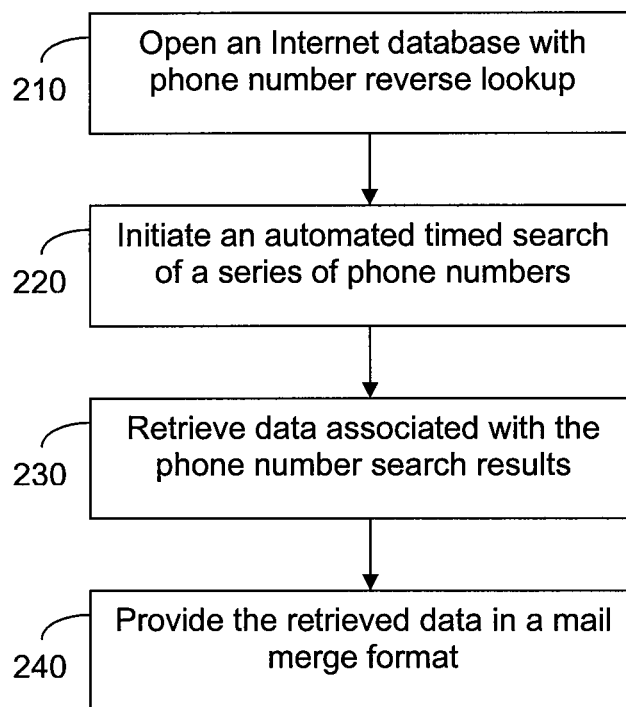 Open an Internet database with
phone number reverse lookup
210
Initiate an automated timed search
of a series of phone numbers
220
Retrieve data associated with the
phone number search results
230
Provide the retrieved data in a mail
merge format
240